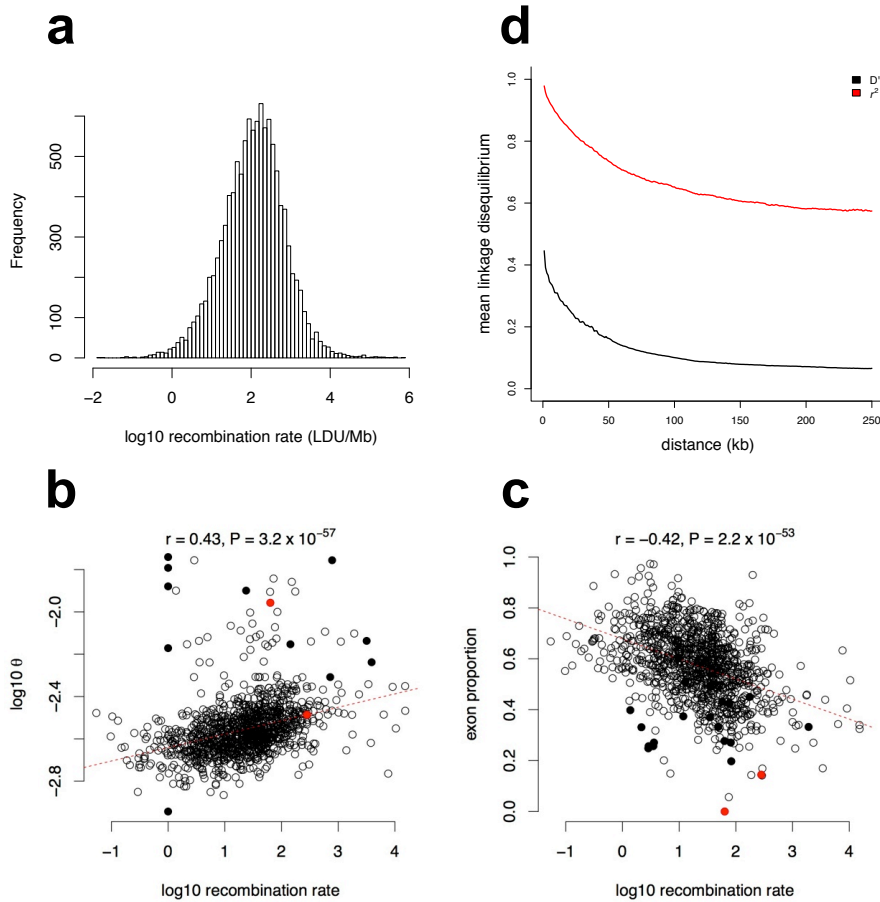 a
Frequency
0
100
300
500
−2
0
2
4
6
log10 recombination rate (LDU/Mb)
d
mean linkage disequilibrium
0.0
0.2
0.4
0.6
0.8
1.0
D'
r²
0
50
100
150
200
250
distance (kb)
b
r = 0.43, P = 3.2 x 10⁻⁵⁷
log10 θ
−2.8
−2.4
−2.0
−1
0
1
2
3
4
log10 recombination rate
c
r = −0.42, P = 2.2 x 10⁻⁵³
exon proportion
0.0
0.2
0.4
0.6
0.8
1.0
−1
0
1
2
3
4
log10 recombination rate